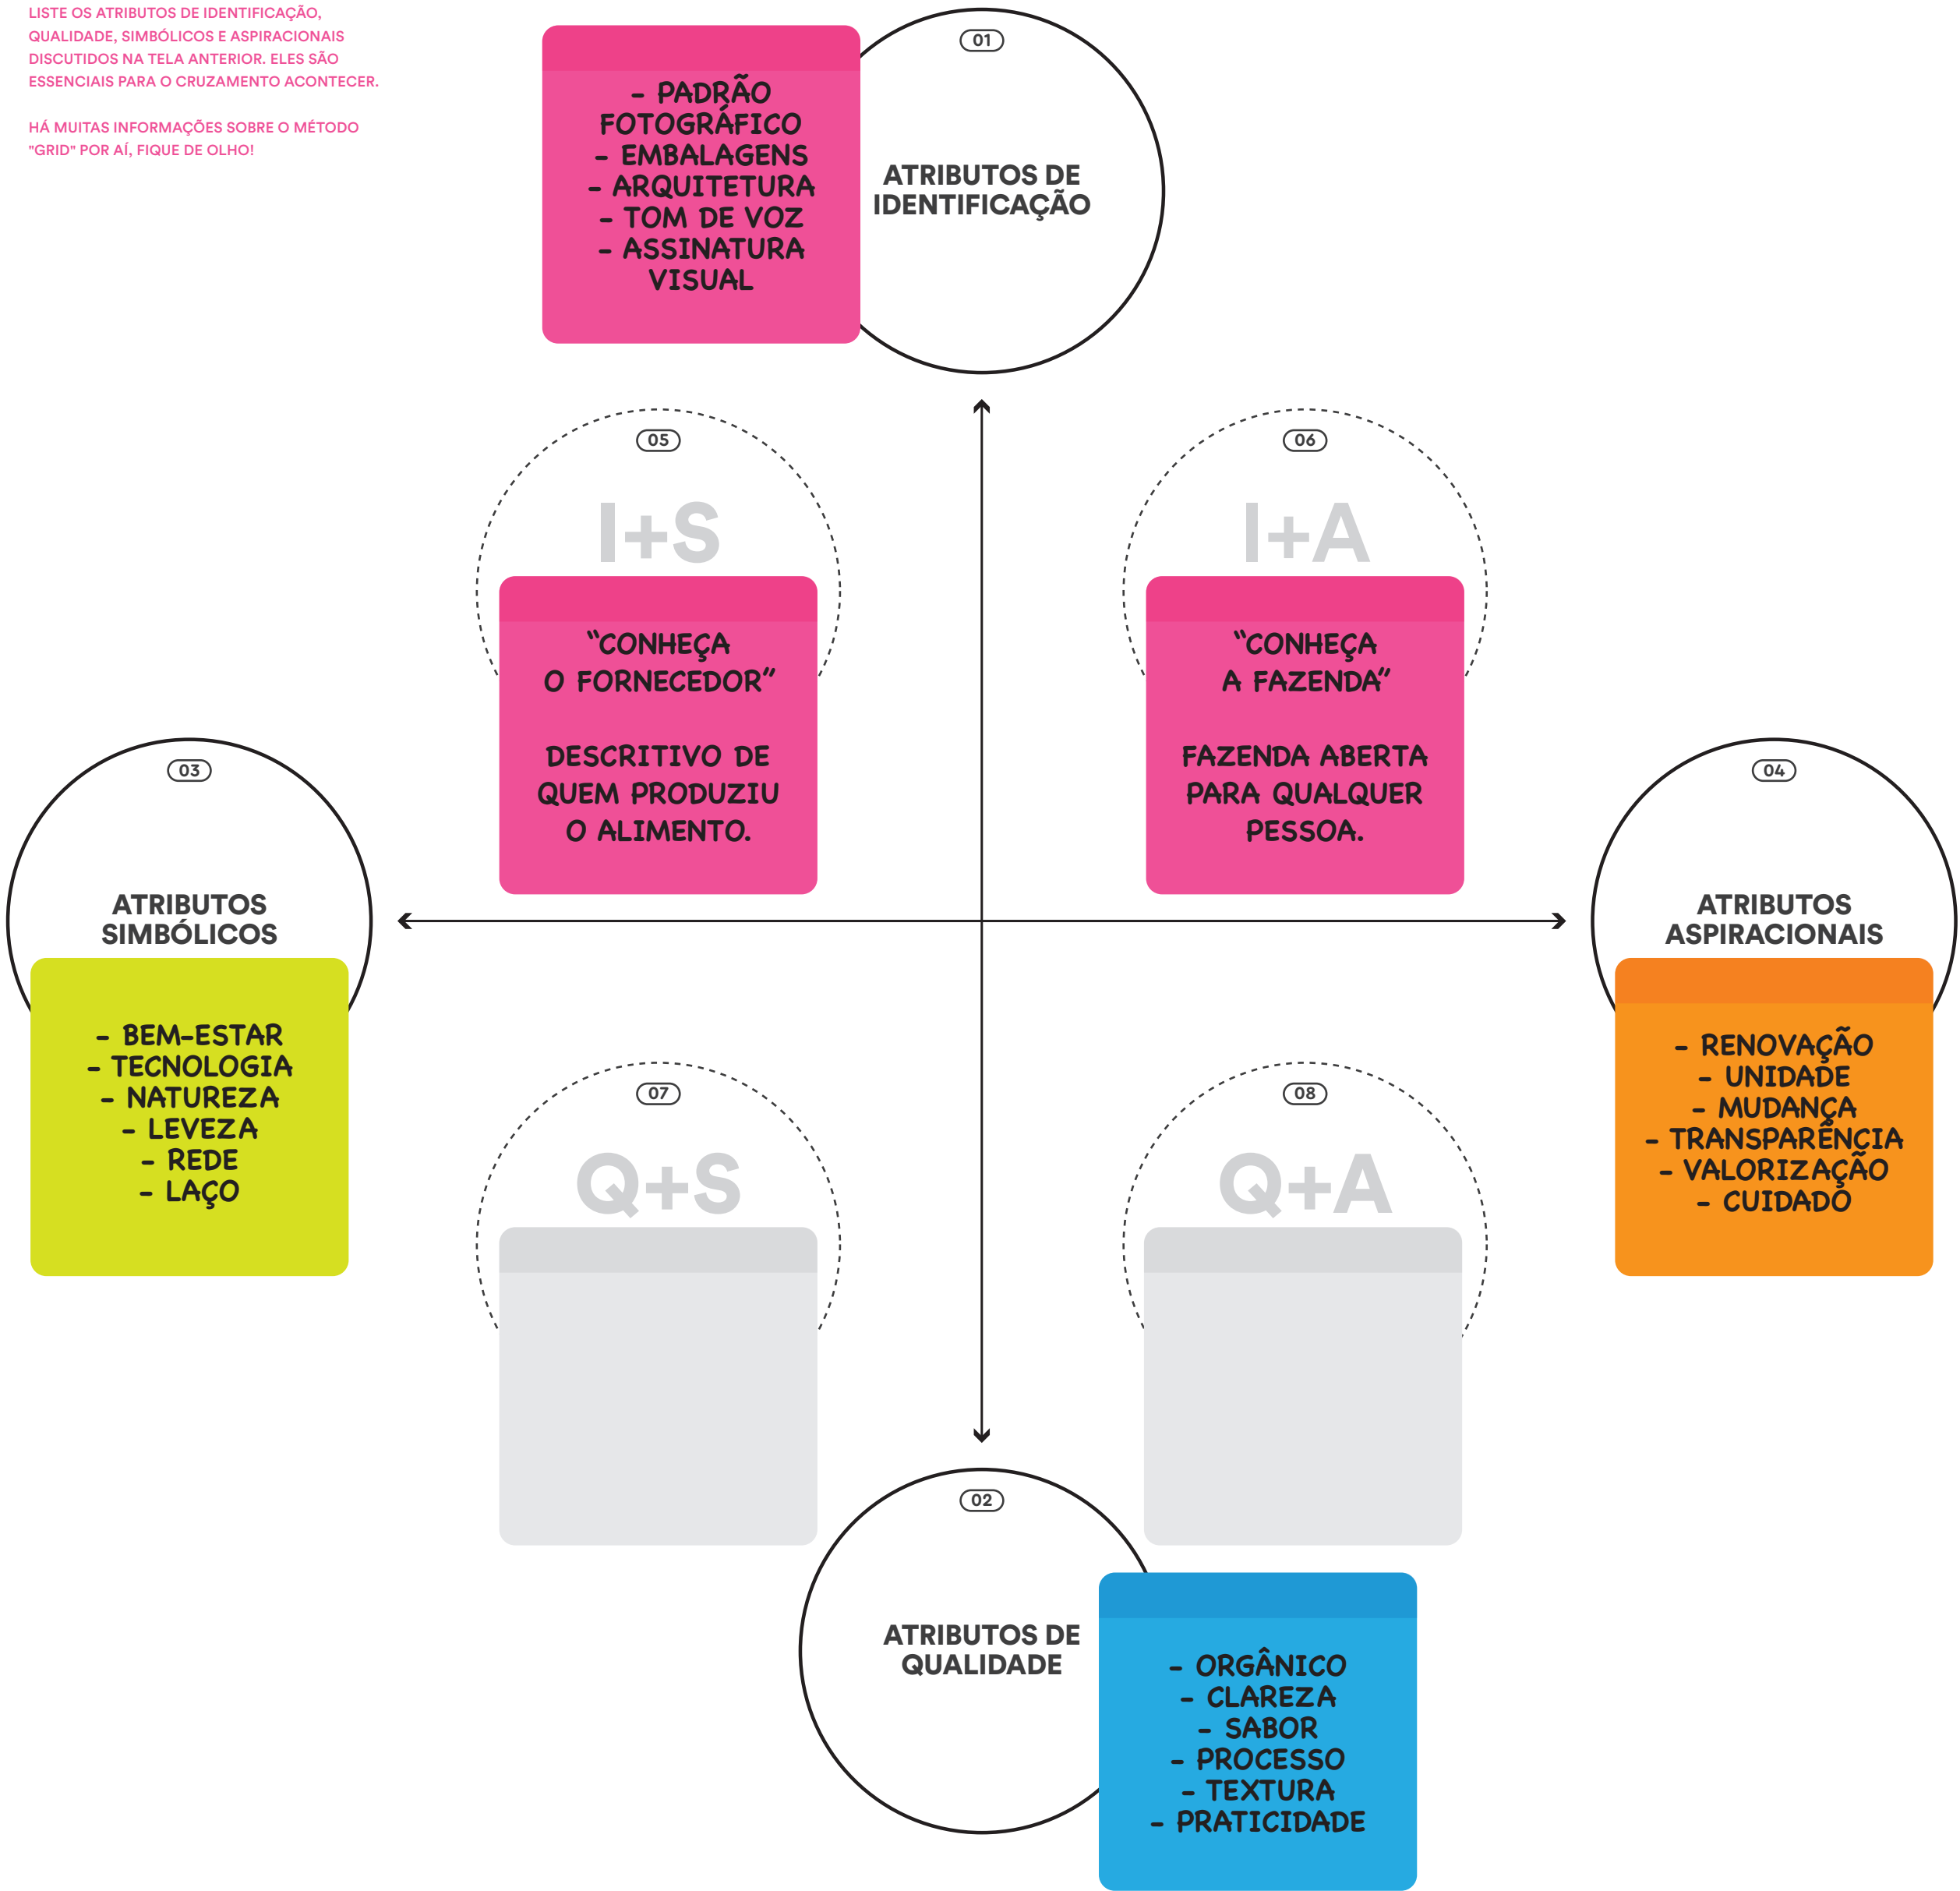 LISTE OS ATRIBUTOS DE IDENTIFICAÇÃO,
QUALIDADE, SIMBÓLICOS E ASPIRACIONAIS
DISCUTIDOS NA TELA ANTERIOR. ELES SÃO
ESSENCIAIS PARA O CRUZAMENTO ACONTECER.
HÁ MUITAS INFORMAÇÕES SOBRE O MÉTODO
"GRID" POR AÍ, FIQUE DE OLHO!
01
ATRIBUTOS DE
IDENTIFICAÇÃO
- PADRÃO
FOTOGRÁFICO
- EMBALAGENS
- ARQUITETURA
- TOM DE VOZ
- ASSINATURA
VISUAL
05
I+S
"CONHEÇA
O FORNECEDOR"
DESCRITIVO DE
QUEM PRODUZIU
O ALIMENTO.
06
I+A
"CONHEÇA
A FAZENDA"
FAZENDA ABERTA
PARA QUALQUER
PESSOA.
03
ATRIBUTOS
SIMBÓLICOS
- BEM-ESTAR
- TECNOLOGIA
- NATUREZA
- LEVEZA
- REDE
- LAÇO
04
ATRIBUTOS
ASPIRACIONAIS
- RENOVAÇÃO
- UNIDADE
- MUDANÇA
- TRANSPARÊNCIA
- VALORIZAÇÃO
- CUIDADO
07
Q+S
08
Q+A
02
ATRIBUTOS DE
QUALIDADE
- ORGÂNICO
- CLAREZA
- SABOR
- PROCESSO
- TEXTURA
- PRATICIDADE